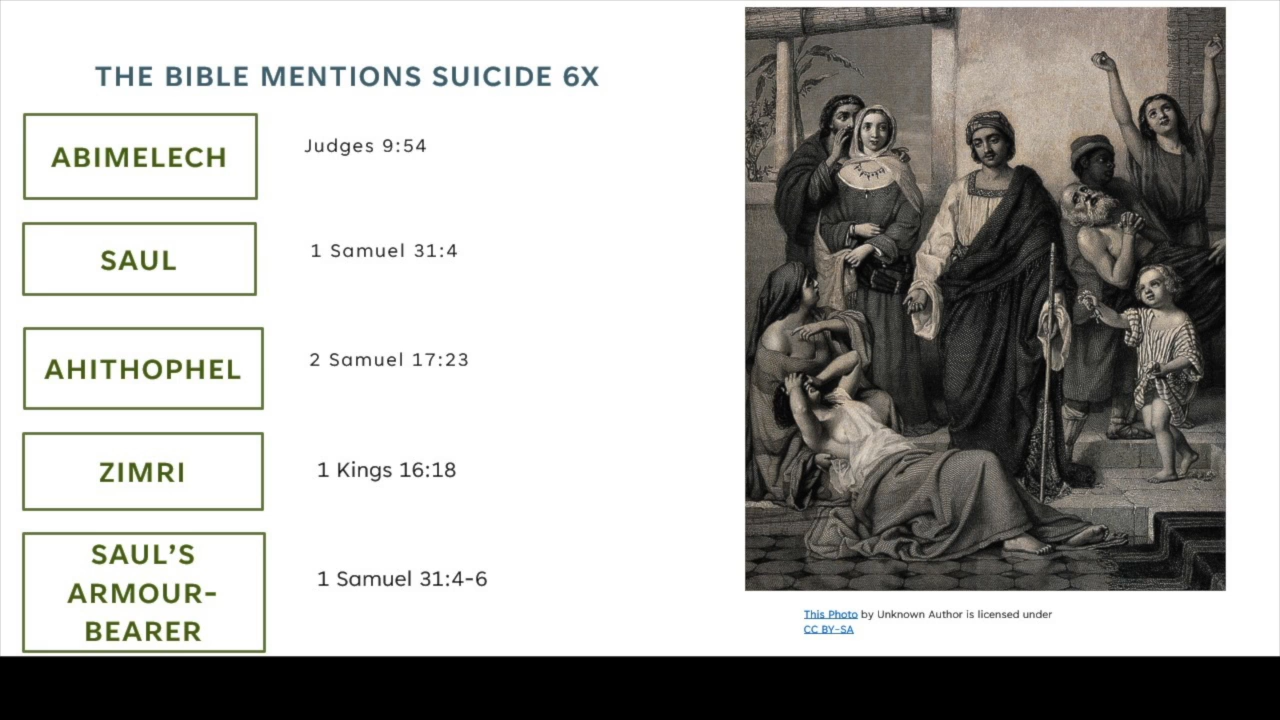 THE BIBLE MENTIONS SUICIDE 6X
ABIMELECH
Judges 9:54
SAUL
1 Samuel 31:4
AHITHOPHEL
2 Samuel 17:23
ZIMRI
1 Kings 16:18
SAUL’S
ARMOUR-
BEARER
1 Samuel 31:4-6
This Photo by Unknown Author is licensed under
CC BY-SA